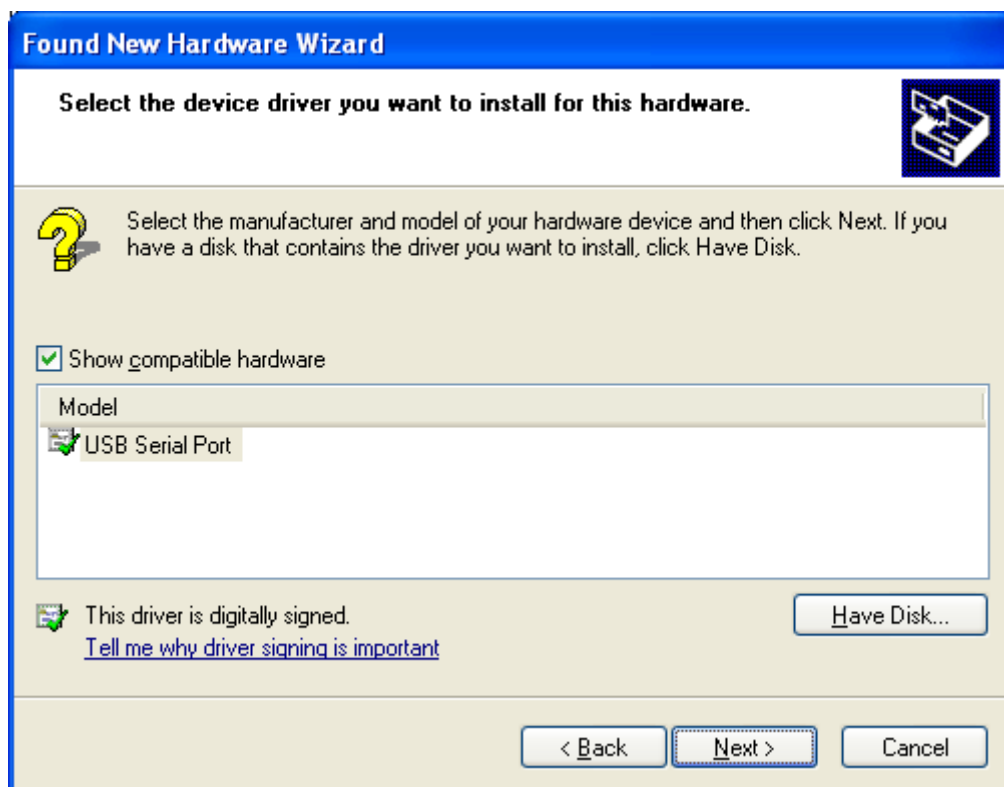 Found New Hardware Wizard
Select the device driver you want to install for this hardware.
Select the manufacturer and model of your hardware device and then click Next. If you
have a disk that contains the driver you want to install, click Have Disk.
Show compatible hardware
Model
USB Serial Port
This driver is digitally signed.
Have Disk...
Tell me why driver signing is important
< Back
Next >
Cancel